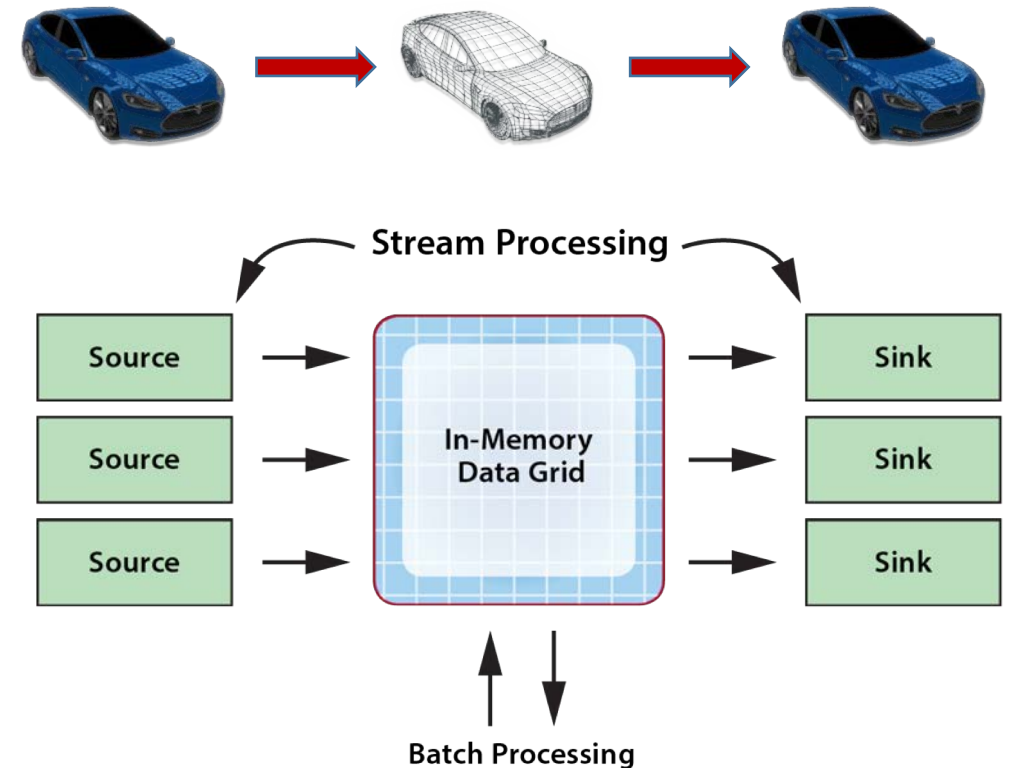 Stream Processing
Source
Sink
In-Memory
Data Grid
Source
Sink
Source
Sink
Batch Processing